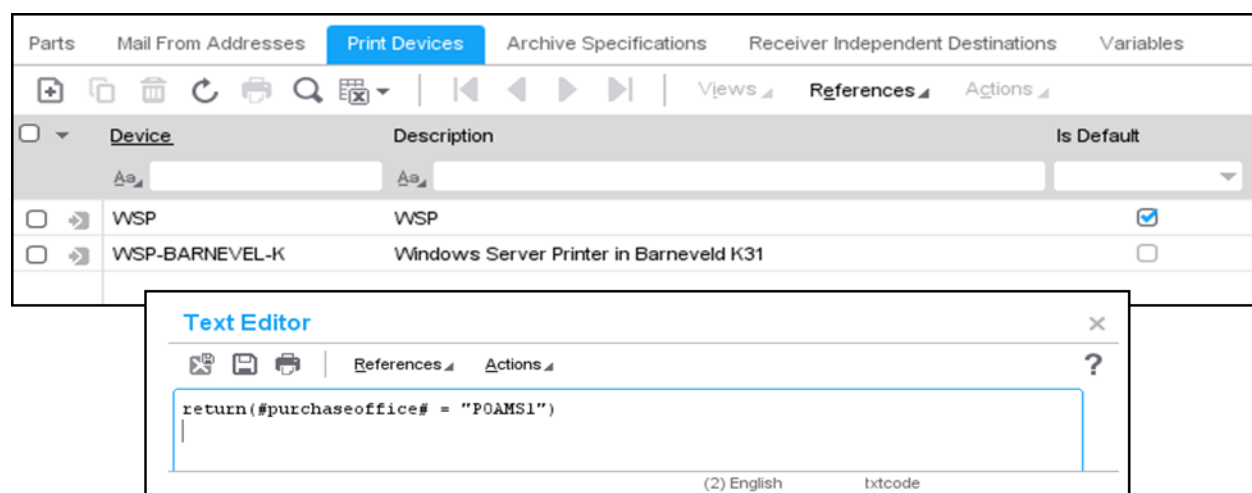 Parts Mail From Addresses Print Devices Archive Specifications Receiver Independent Destinations Variables
Views References Actions
Device Description Is Default
Aa Aa
WSP WSP
WSP-BARNEVEL-K Windows Server Printer in Barneveld K31
Text Editor
References Actions ?
return(#purchaseoffice# = "POAMS1")
(2) English txtcode